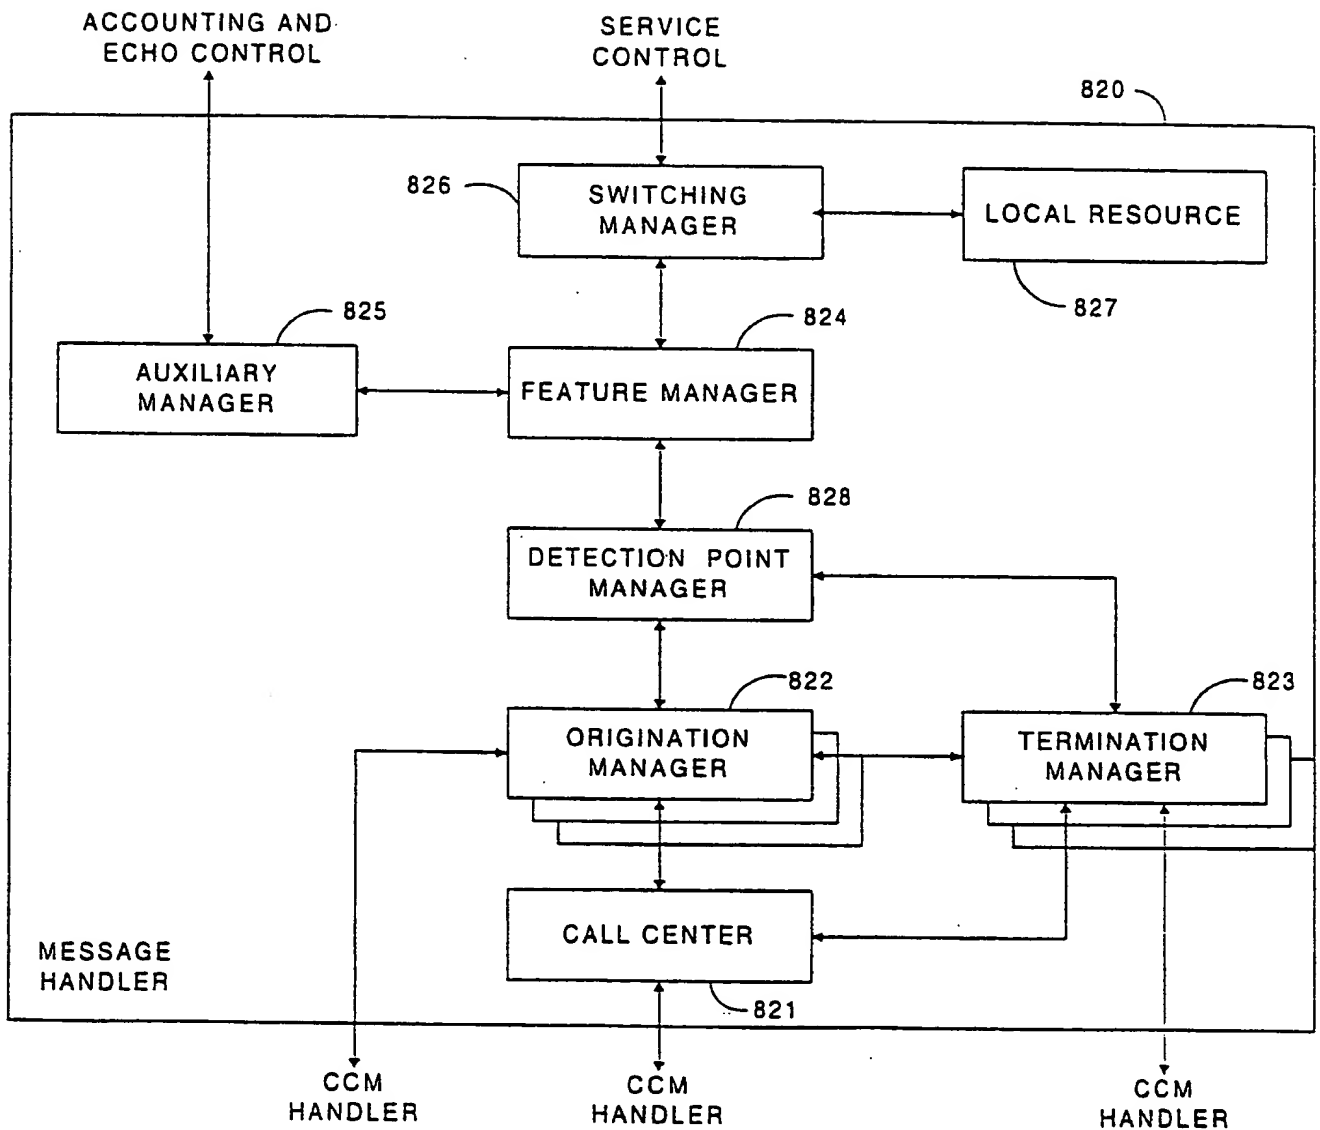 ACCOUNTING AND
ECHO CONTROL
SERVICE
CONTROL
820
826
SWITCHING
MANAGER
LOCAL RESOURCE
827
825
824
AUXILIARY
MANAGER
FEATURE MANAGER
828
DETECTION POINT
MANAGER
822
823
ORIGINATION
MANAGER
TERMINATION
MANAGER
CALL CENTER
MESSAGE
HANDLER
821
CCM
HANDLER
CCM
HANDLER
CCM
HANDLER